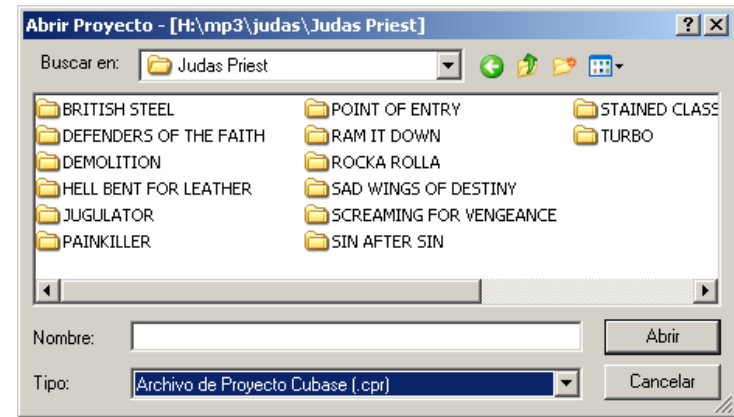 Abrir Proyecto - [H:\mp3\judas\Judas Priest]
Buscar en: Judas Priest
BRITISH STEEL
DEFENDERS OF THE FAITH
DEMOLITION
HELL BENT FOR LEATHER
JUGULATOR
PAINKILLER
POINT OF ENTRY
RAM IT DOWN
ROCKA ROLLA
SAD WINGS OF DESTINY
SCREAMING FOR VENGEANCE
SIN AFTER SIN
STAINED CLASS
TURBO
Nombre:
Abrir
Tipo: Archivo de Proyecto Cubase (.cpr)
Cancelar